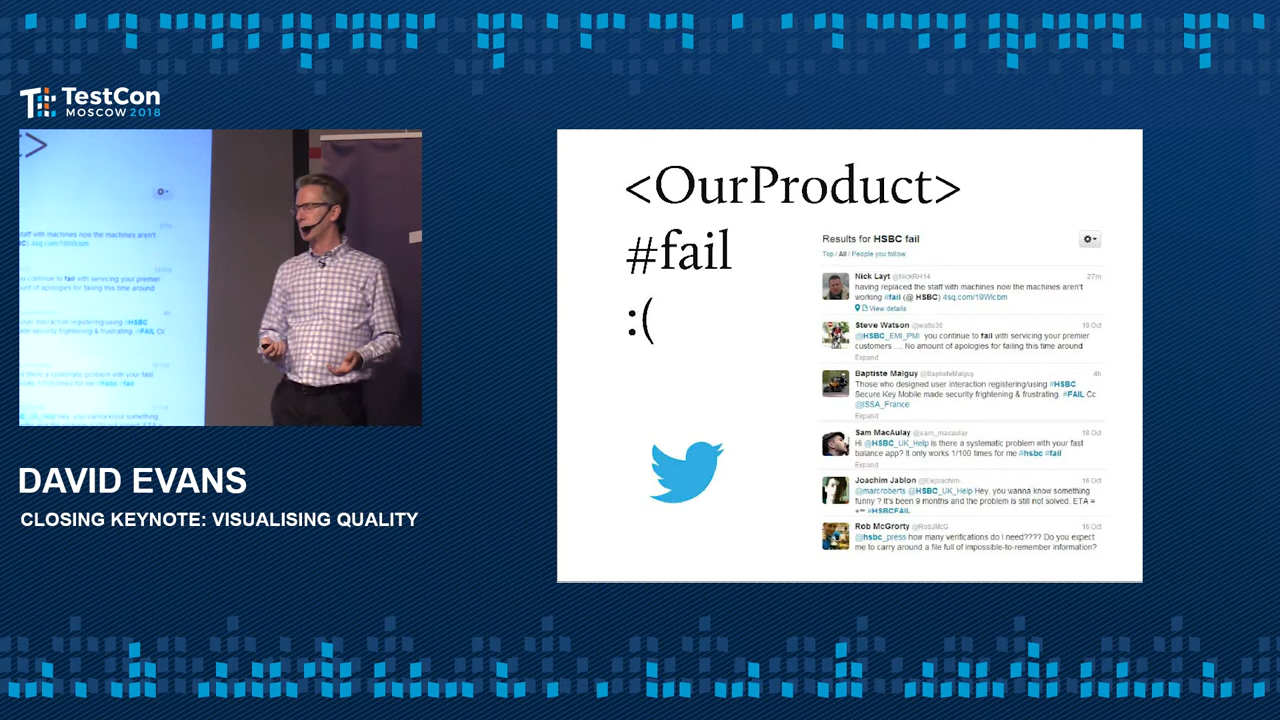 TestCon
MOSCOW 2018
DAVID EVANS
CLOSING KEYNOTE: VISUALISING QUALITY
<OurProduct>
#fail
:(
Results for HSBC fail
Top / All / People you follow
Nick Layt @NickRH14 27m
having replaced the staff with machines now the machines aren't
working #fail (@ HSBC) 4sq.com/19Wlcbm
View details
Steve Watson @watto36 19 Oct
@HSBC_EMI_PMI you continue to fail with servicing your premier
customers..... No amount of apologies for failing this time around
Expand
Baptiste Malguy @BaptisteMalguy 4h
Those who designed user interaction registering/using #HSBC
Secure Key Mobile made security frightening & frustrating. #FAIL Cc
@ISSA_France
Expand
Sam MacAulay @sam_macaulay 18 Oct
Hi @HSBC_UK_Help is there a systematic problem with your fast
balance app? It only works 1/100 times for me #hsbc #fail
Expand
Joachim Jablon @Ewjoachim 16 Oct
@marcroberts @HSBC_UK_Help Hey, you wanna know something
funny ? It's been 9 months and the problem is still not solved. ETA =
+∞ #HSBCFAIL
Rob McGrorty @RobJMcG 16 Oct
@hsbc_press how many verifications do I need???? Do you expect
me to carry around a file full of impossible-to-remember information?